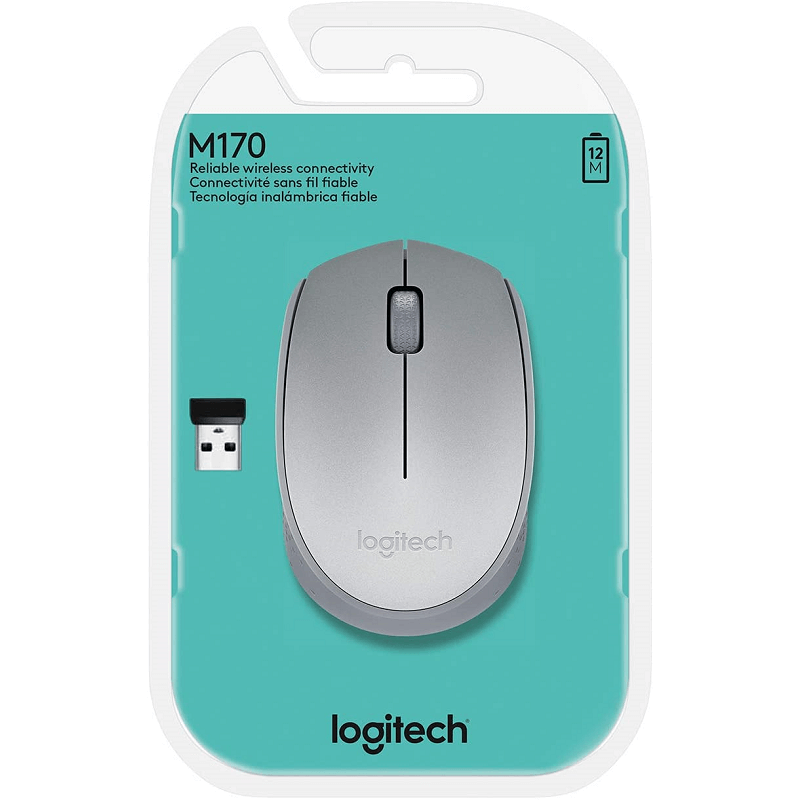 M170
Reliable wireless connectivity
Connectivité sans fil fiable
Tecnología inalámbrica fiable
12
M
logitech
logitech